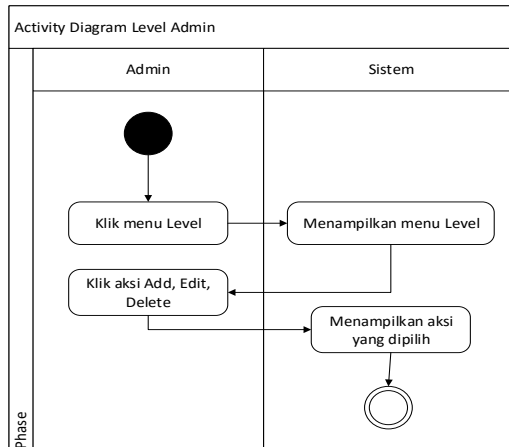 Activity Diagram Level Admin
Admin
Sistem
Klik menu Level
Menampilkan menu Level
Klik aksi Add, Edit,
Delete
Menampilkan aksi
yang dipilih
Phase